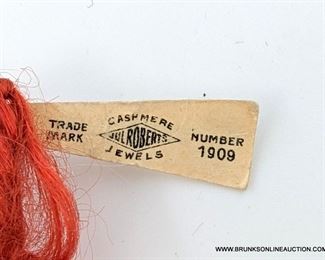 TRADE
MARK
CASHMERE
JUL ROBERTS
JEWELS
NUMBER
1909
WWW.BRUNKSONLINEAUCTION.COM